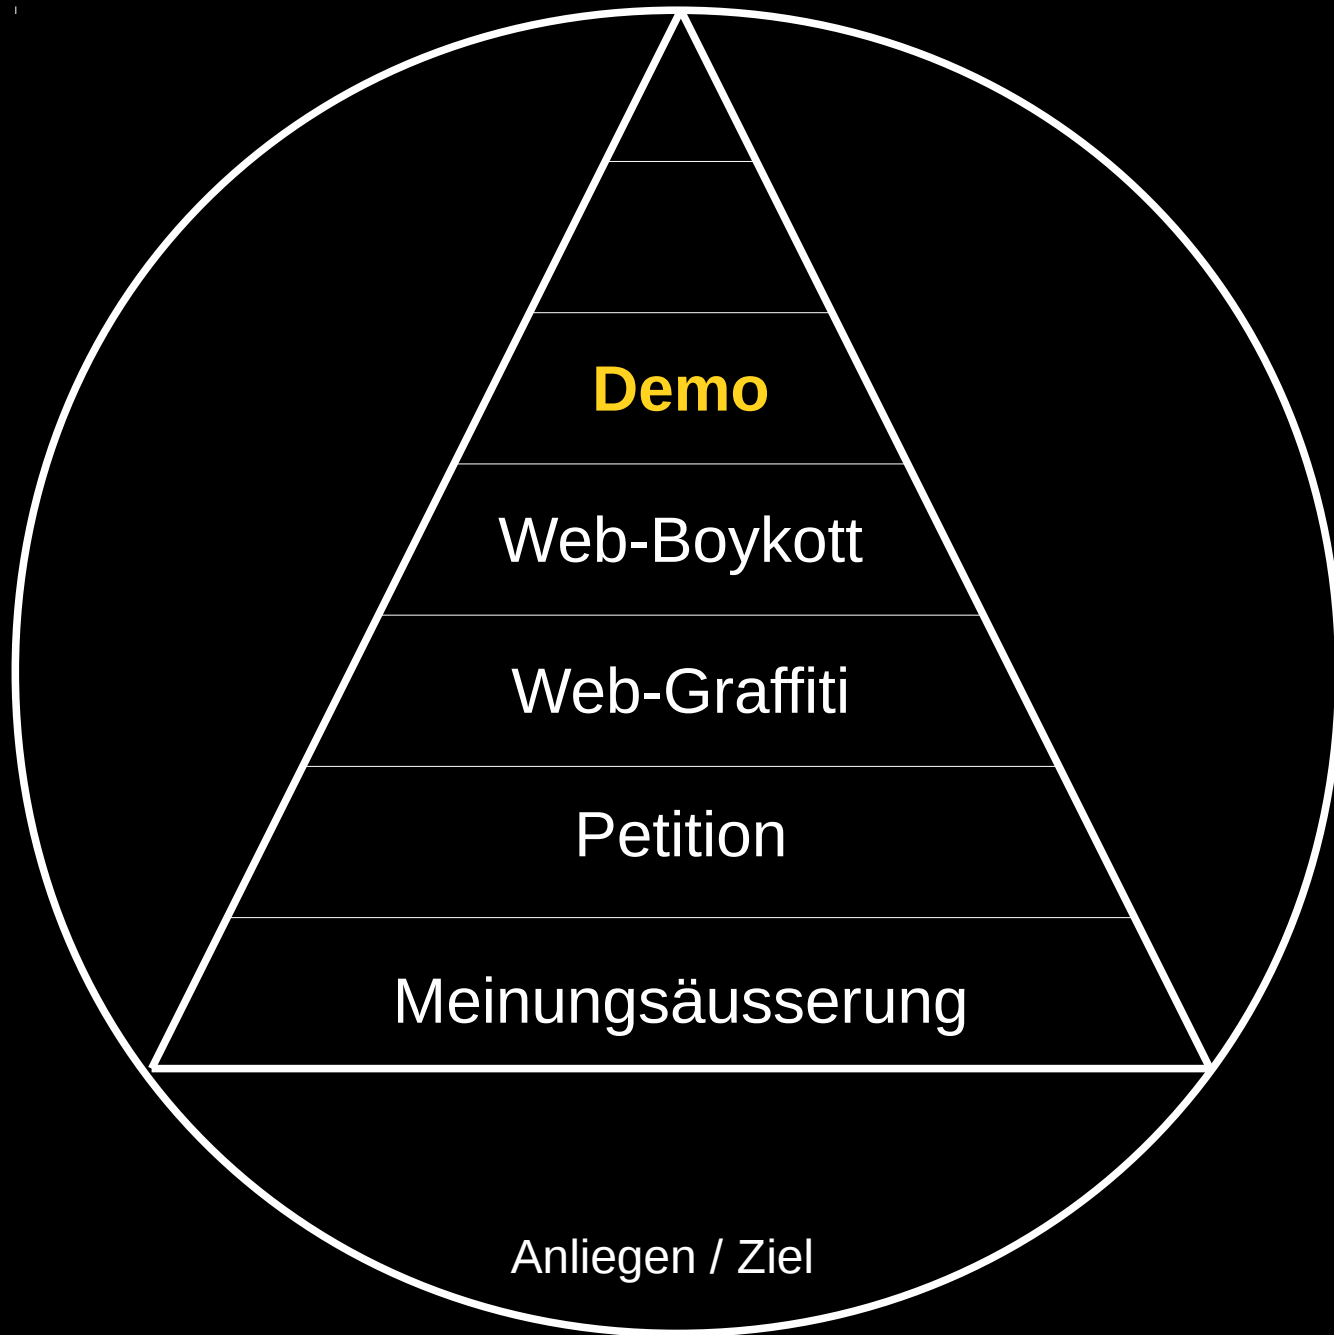 Demo
Web-Boykott
Web-Graffiti
Petition
Meinungsäusserung
Anliegen / Ziel